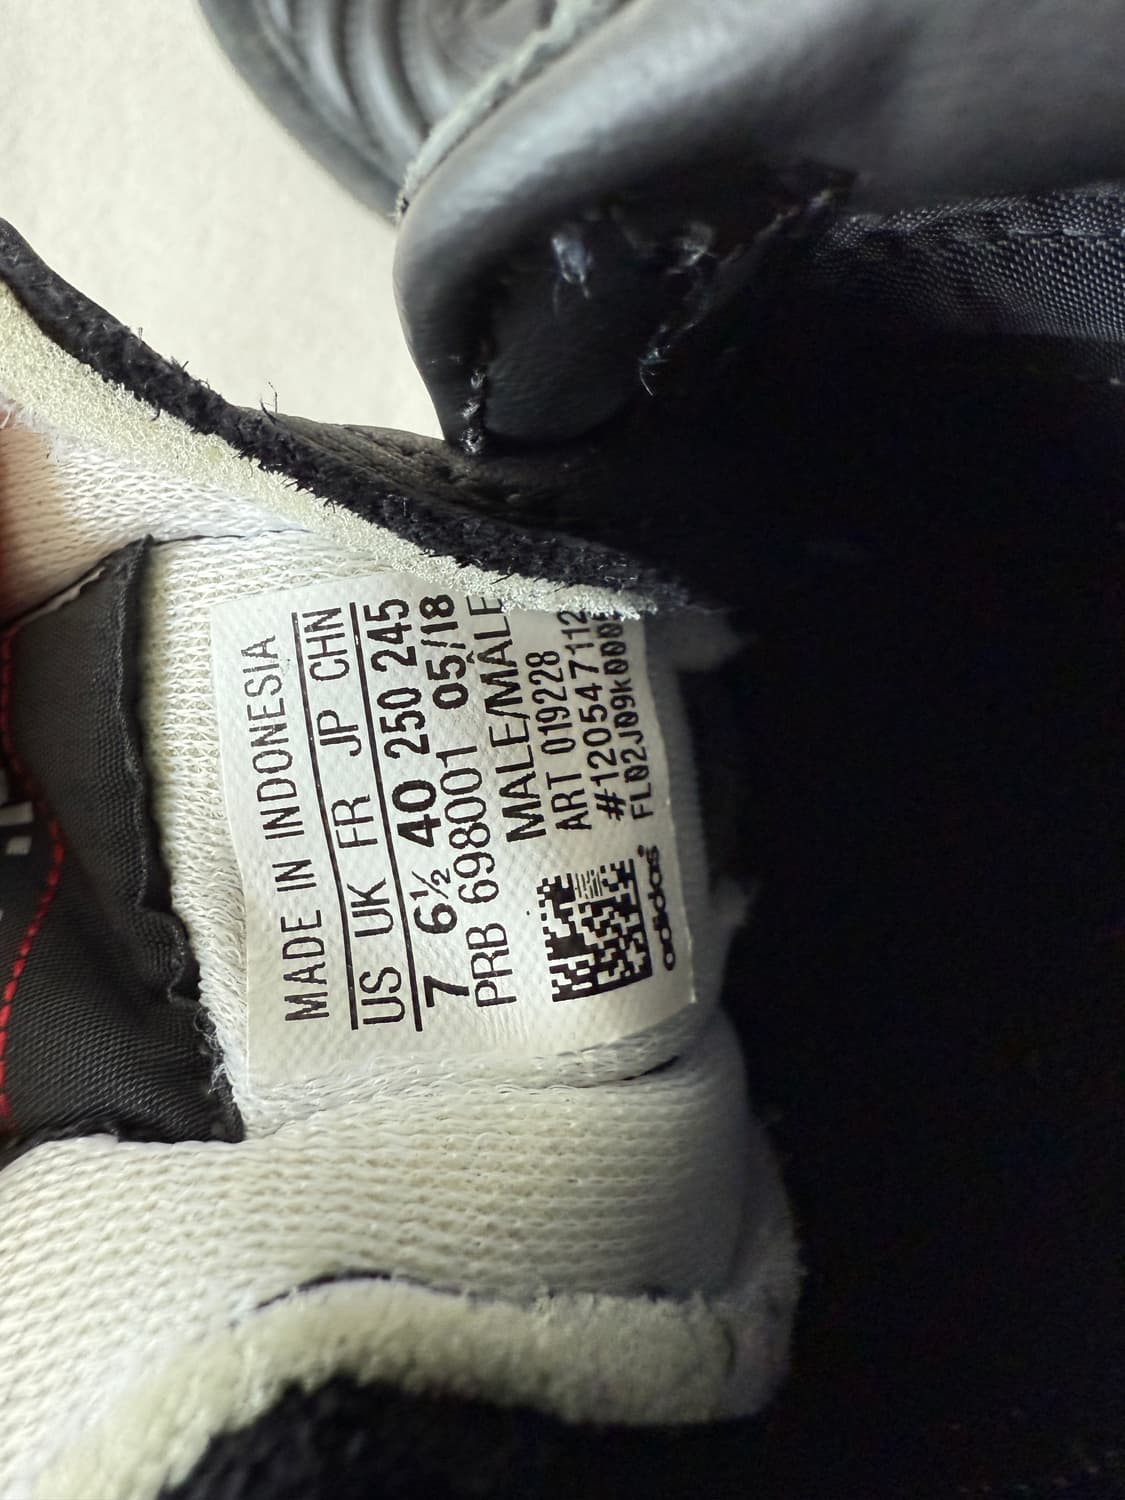 MADE IN INDONESIA
US UK FR JP CHN
7 6½ 40 250 245
PRB 698001 05/18
MALE/MALE
ART 019228
#120547112
adidas